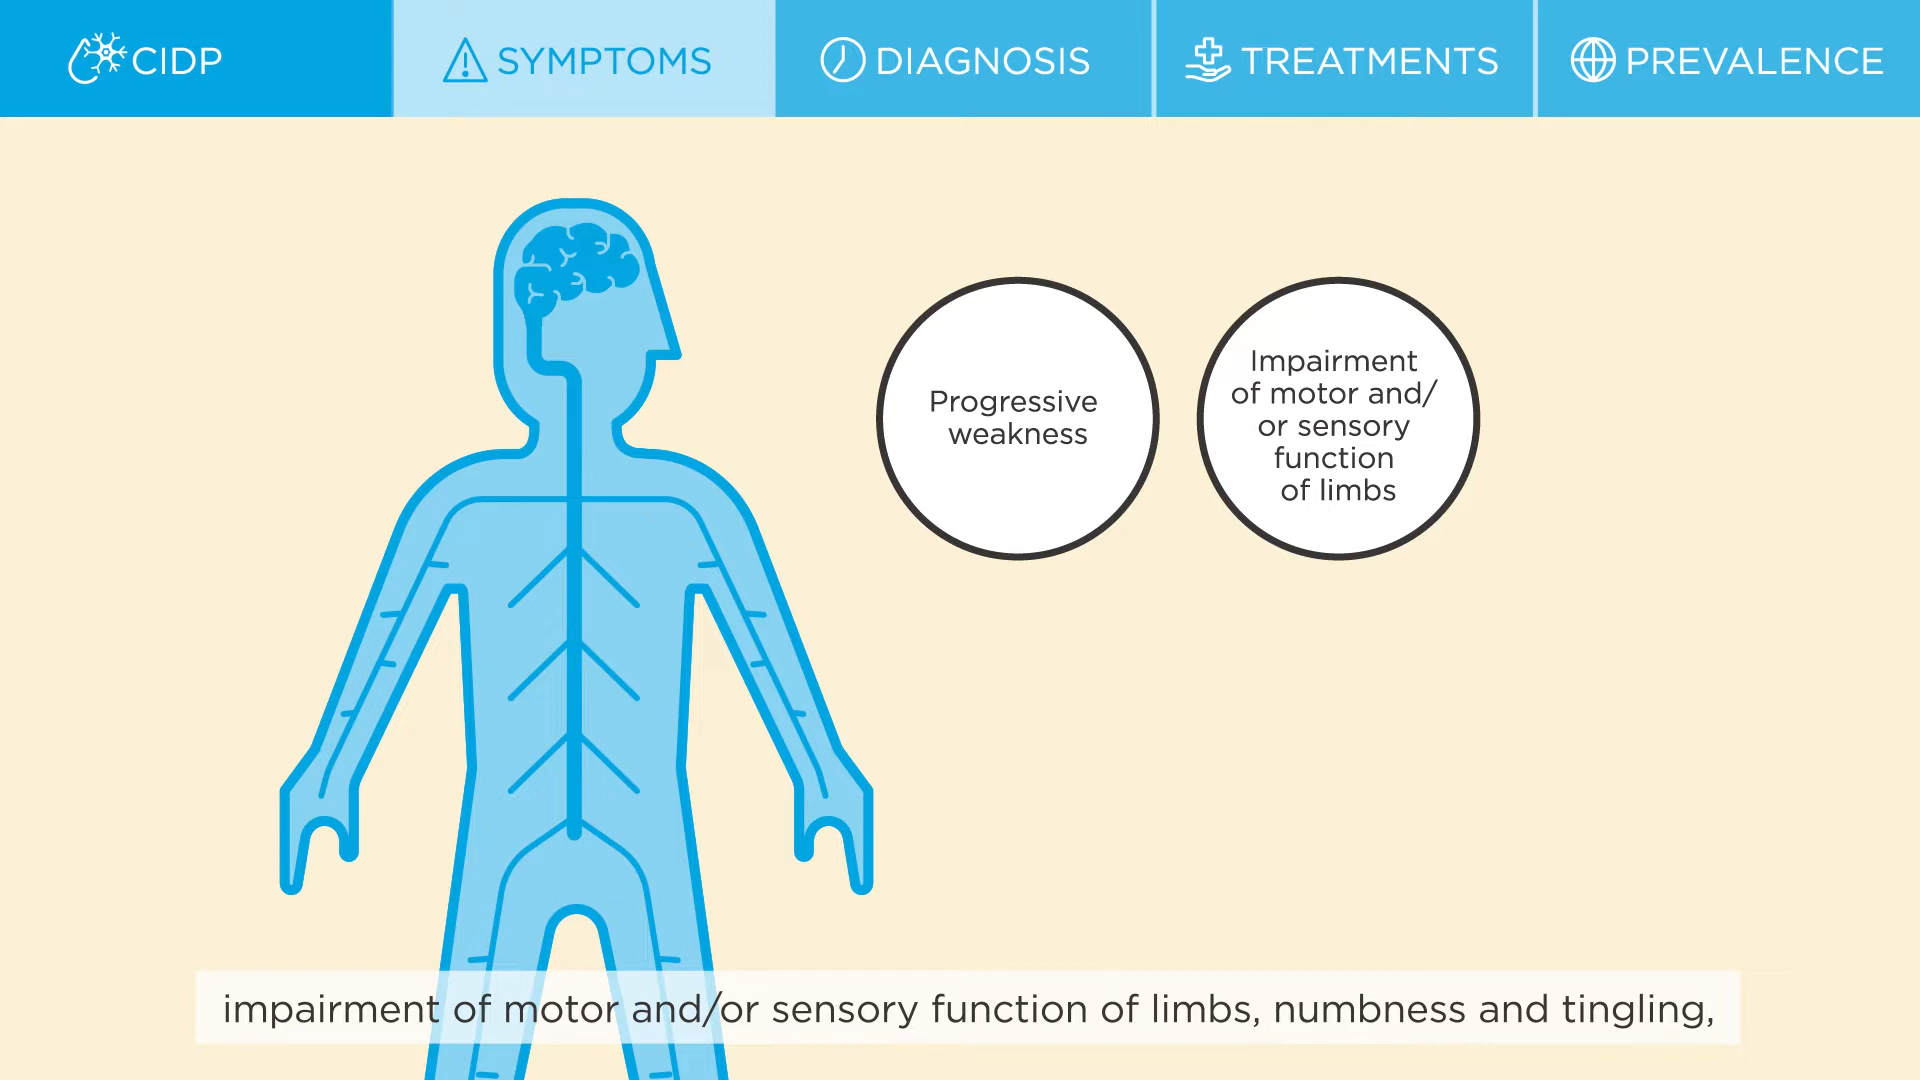 CIDP
SYMPTOMS
DIAGNOSIS
TREATMENTS
PREVALENCE
Progressive
weakness
Impairment
of motor and/
or sensory
function
of limbs
impairment of motor and/or sensory function of limbs, numbness and tingling,